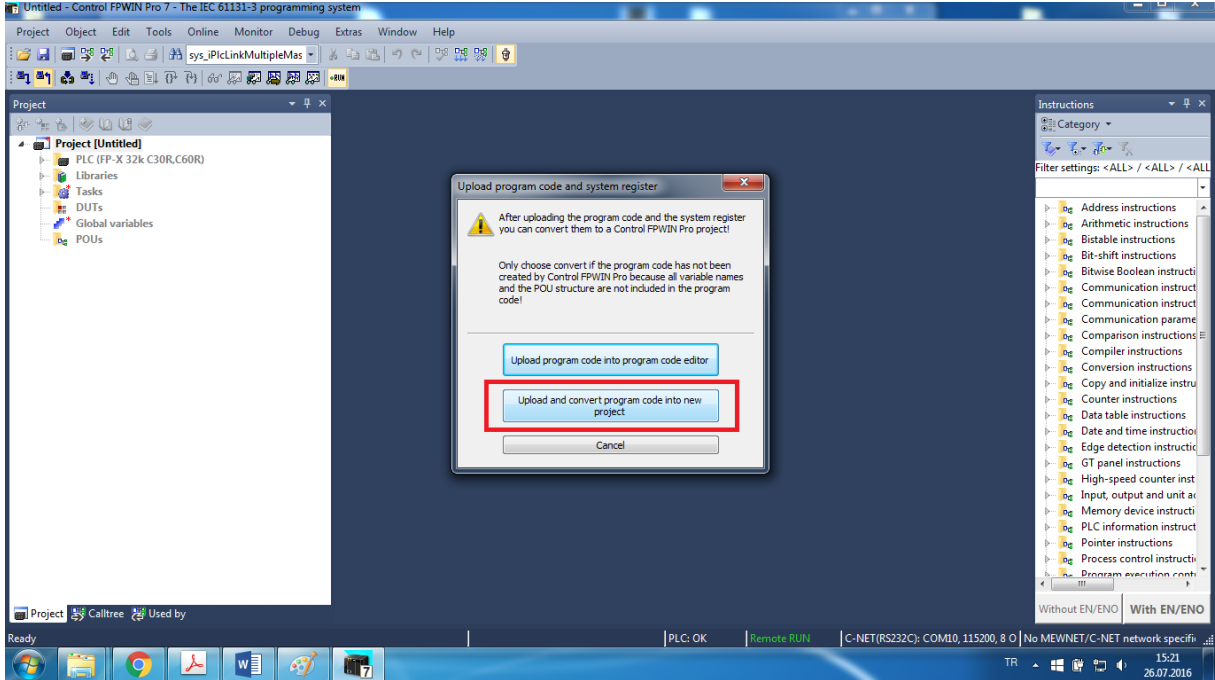 Untitled - Control FPWIN Pro 7 - The IEC 61131-3 programming system
Project Object Edit Tools Online Monitor Debug Extras Window Help
sys_iPlcLinkMultipleMas
Project
Project [Untitled]
PLC (FP-X 32k C30R,C60R)
Libraries
Tasks
DUTs
Global variables
POUs
Upload program code and system register
After uploading the program code and the system register
you can convert them to a Control FPWIN Pro project!
Only choose convert if the program code has not been
created by Control FPWIN Pro because all variable names
and the POU structure are not included in the program
code!
Upload program code into program code editor
Upload and convert program code into new
project
Cancel
Instructions
Category
Filter settings: <ALL> / <ALL> / <ALL
Address instructions
Arithmetic instructions
Bistable instructions
Bit-shift instructions
Bitwise Boolean instructi
Communication instruct
Communication instruct
Communication parame
Comparison instructions
Compiler instructions
Conversion instructions
Copy and initialize instru
Counter instructions
Data table instructions
Date and time instruction
Edge detection instructic
GT panel instructions
High-speed counter inst
Input, output and unit ac
Memory device instructi
PLC information instruct
Pointer instructions
Process control instructi
Program execution contr
Without EN/ENO With EN/ENO
Project Calltree Used by
Ready PLC: OK Remote RUN C-NET(RS232C): COM10, 115200, 8 O No MEWNET/C-NET network specifi
TR 15:21
26.07.2016